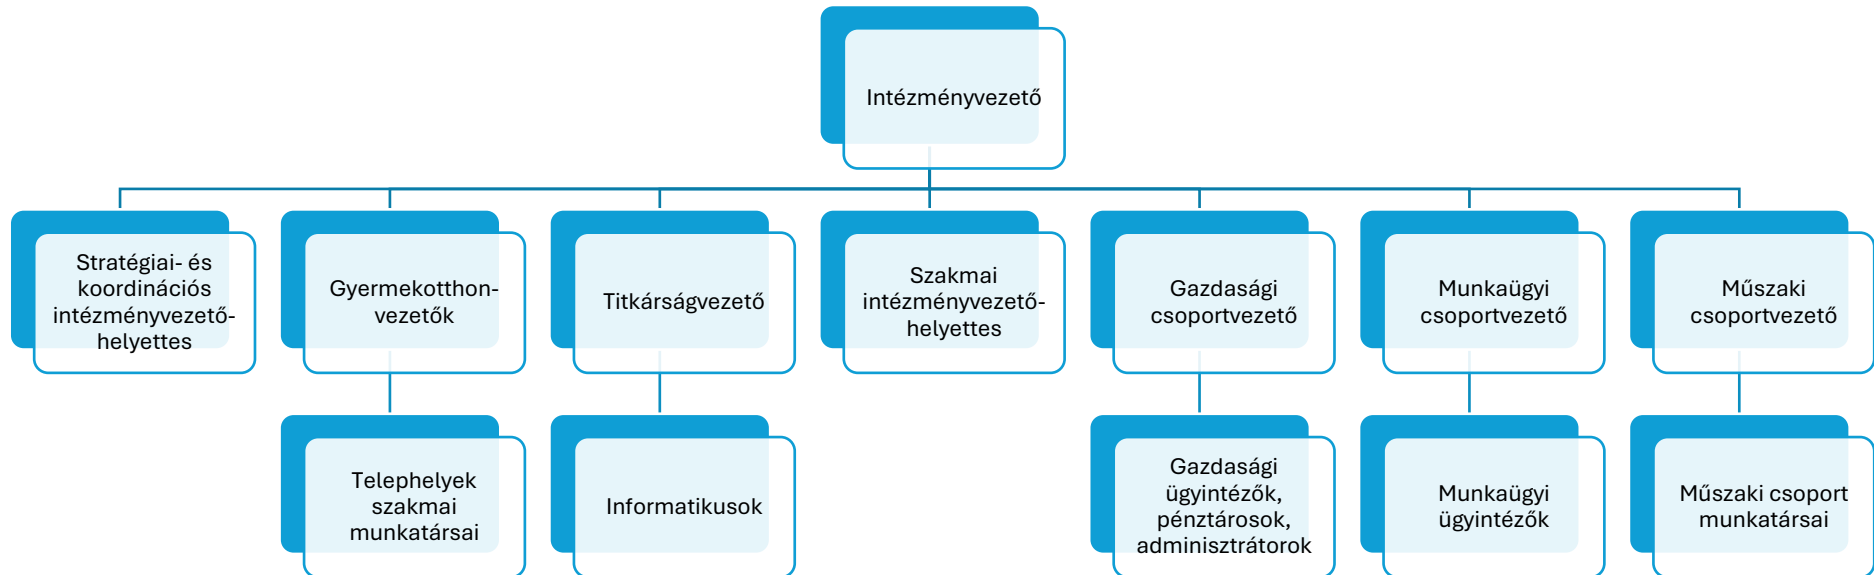 Intézményvezető
Stratégiai- és
koordinációs
intézményvezető-
helyettes
Gyermekotthon-
vezetők
Titkárságvezető
Szakmai
intézményvezető-
helyettes
Gazdasági
csoportvezető
Munkaügyi
csoportvezető
Műszaki
csoportvezető
Telephelyek
szakmai
munkatársai
Informatikusok
Gazdasági
ügyintézők,
pénztárosok,
adminisztrátorok
Munkaügyi
ügyintézők
Műszaki csoport
munkatársai